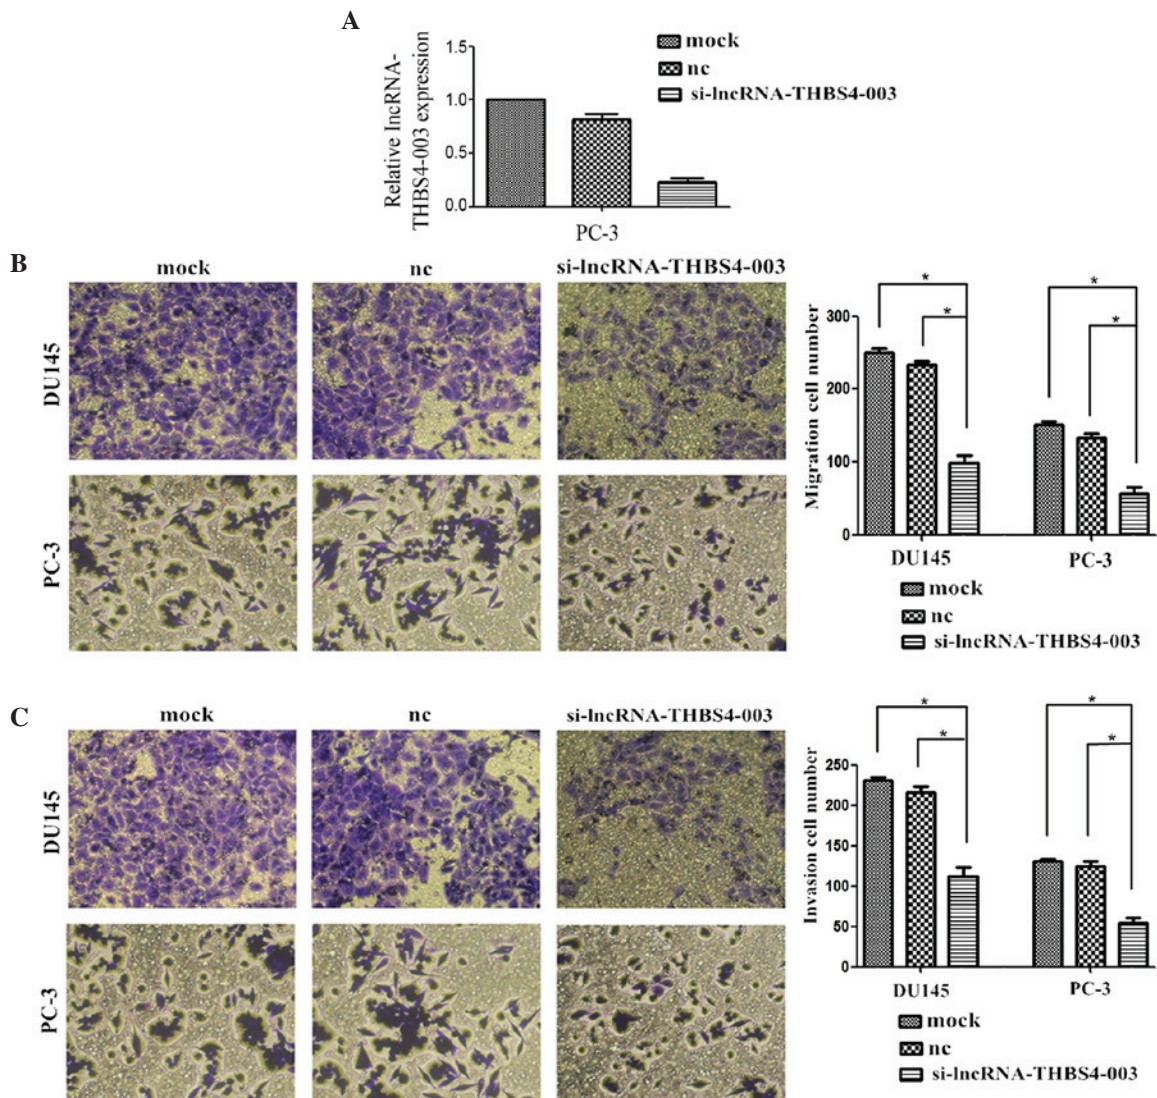 A
Relative lncRNA-
THBS4-003 expression
1.5
1.0
0.5
0.0
PC-3
mock
nc
si-lncRNA-THBS4-003
B
mock
nc
si-lncRNA-THBS4-003
DU145
PC-3
Migration cell number
300
200
100
0
* 
*
*
*
DU145
PC-3
mock
nc
si-lncRNA-THBS4-003
C
mock
nc
si-lncRNA-THBS4-003
DU145
PC-3
Invasion cell number
250
200
150
100
50
0
*
*
*
*
DU145
PC-3
mock
nc
si-lncRNA-THBS4-003